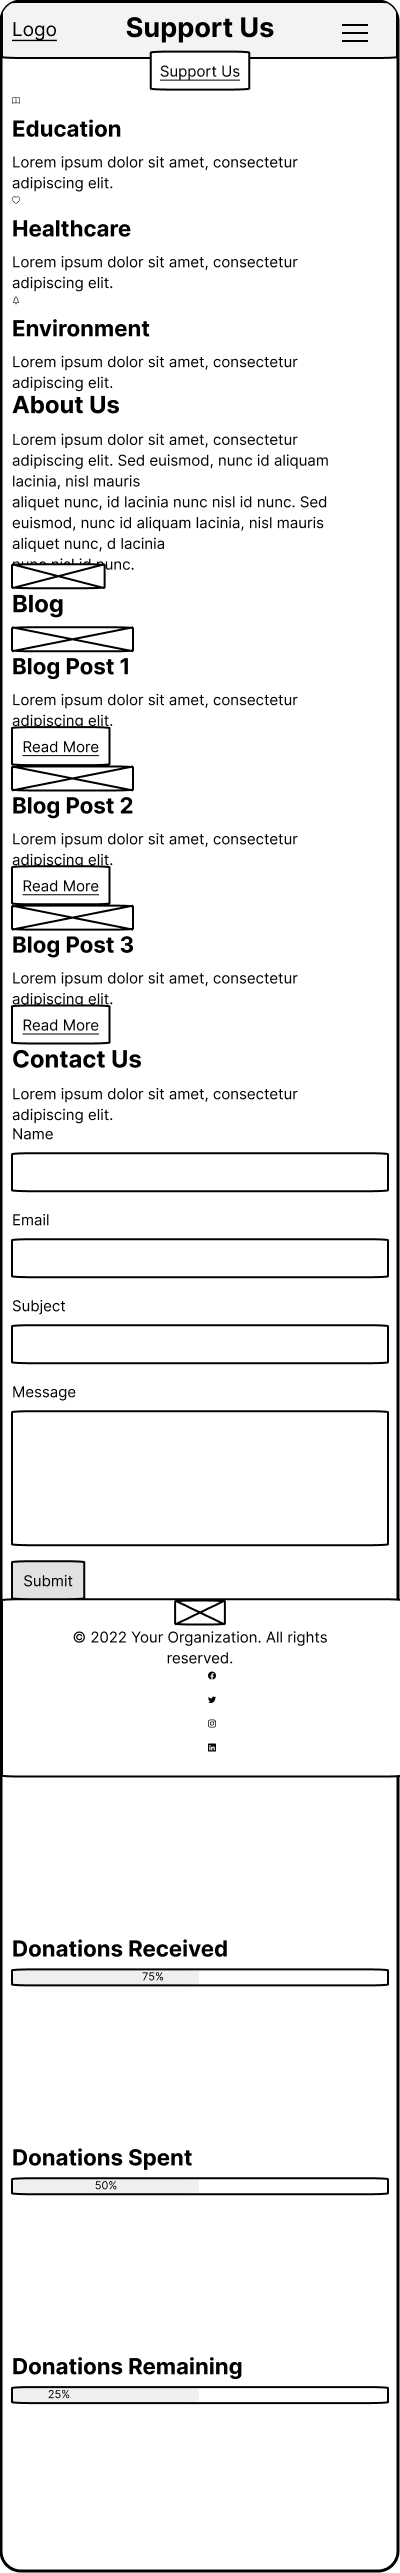 Logo
Support Us
Support Us
Education
Lorem ipsum dolor sit amet, consectetur
adipiscing elit.
Healthcare
Lorem ipsum dolor sit amet, consectetur
adipiscing elit.
Environment
Lorem ipsum dolor sit amet, consectetur
adipiscing elit.
About Us
Lorem ipsum dolor sit amet, consectetur
adipiscing elit. Sed euismod, nunc id aliquam
lacinia, nisl mauris
aliquet nunc, id lacinia nunc nisl id nunc. Sed
euismod, nunc id aliquam lacinia, nisl mauris
aliquet nunc, d lacinia
nunc nisl id nunc.
Blog
Blog Post 1
Lorem ipsum dolor sit amet, consectetur
adipiscing elit.
Read More
Blog Post 2
Lorem ipsum dolor sit amet, consectetur
adipiscing elit.
Read More
Blog Post 3
Lorem ipsum dolor sit amet, consectetur
adipiscing elit.
Read More
Contact Us
Lorem ipsum dolor sit amet, consectetur
adipiscing elit.
Name
Email
Subject
Message
Submit
© 2022 Your Organization. All rights
reserved.
Donations Received
75%
Donations Spent
50%
Donations Remaining
25%